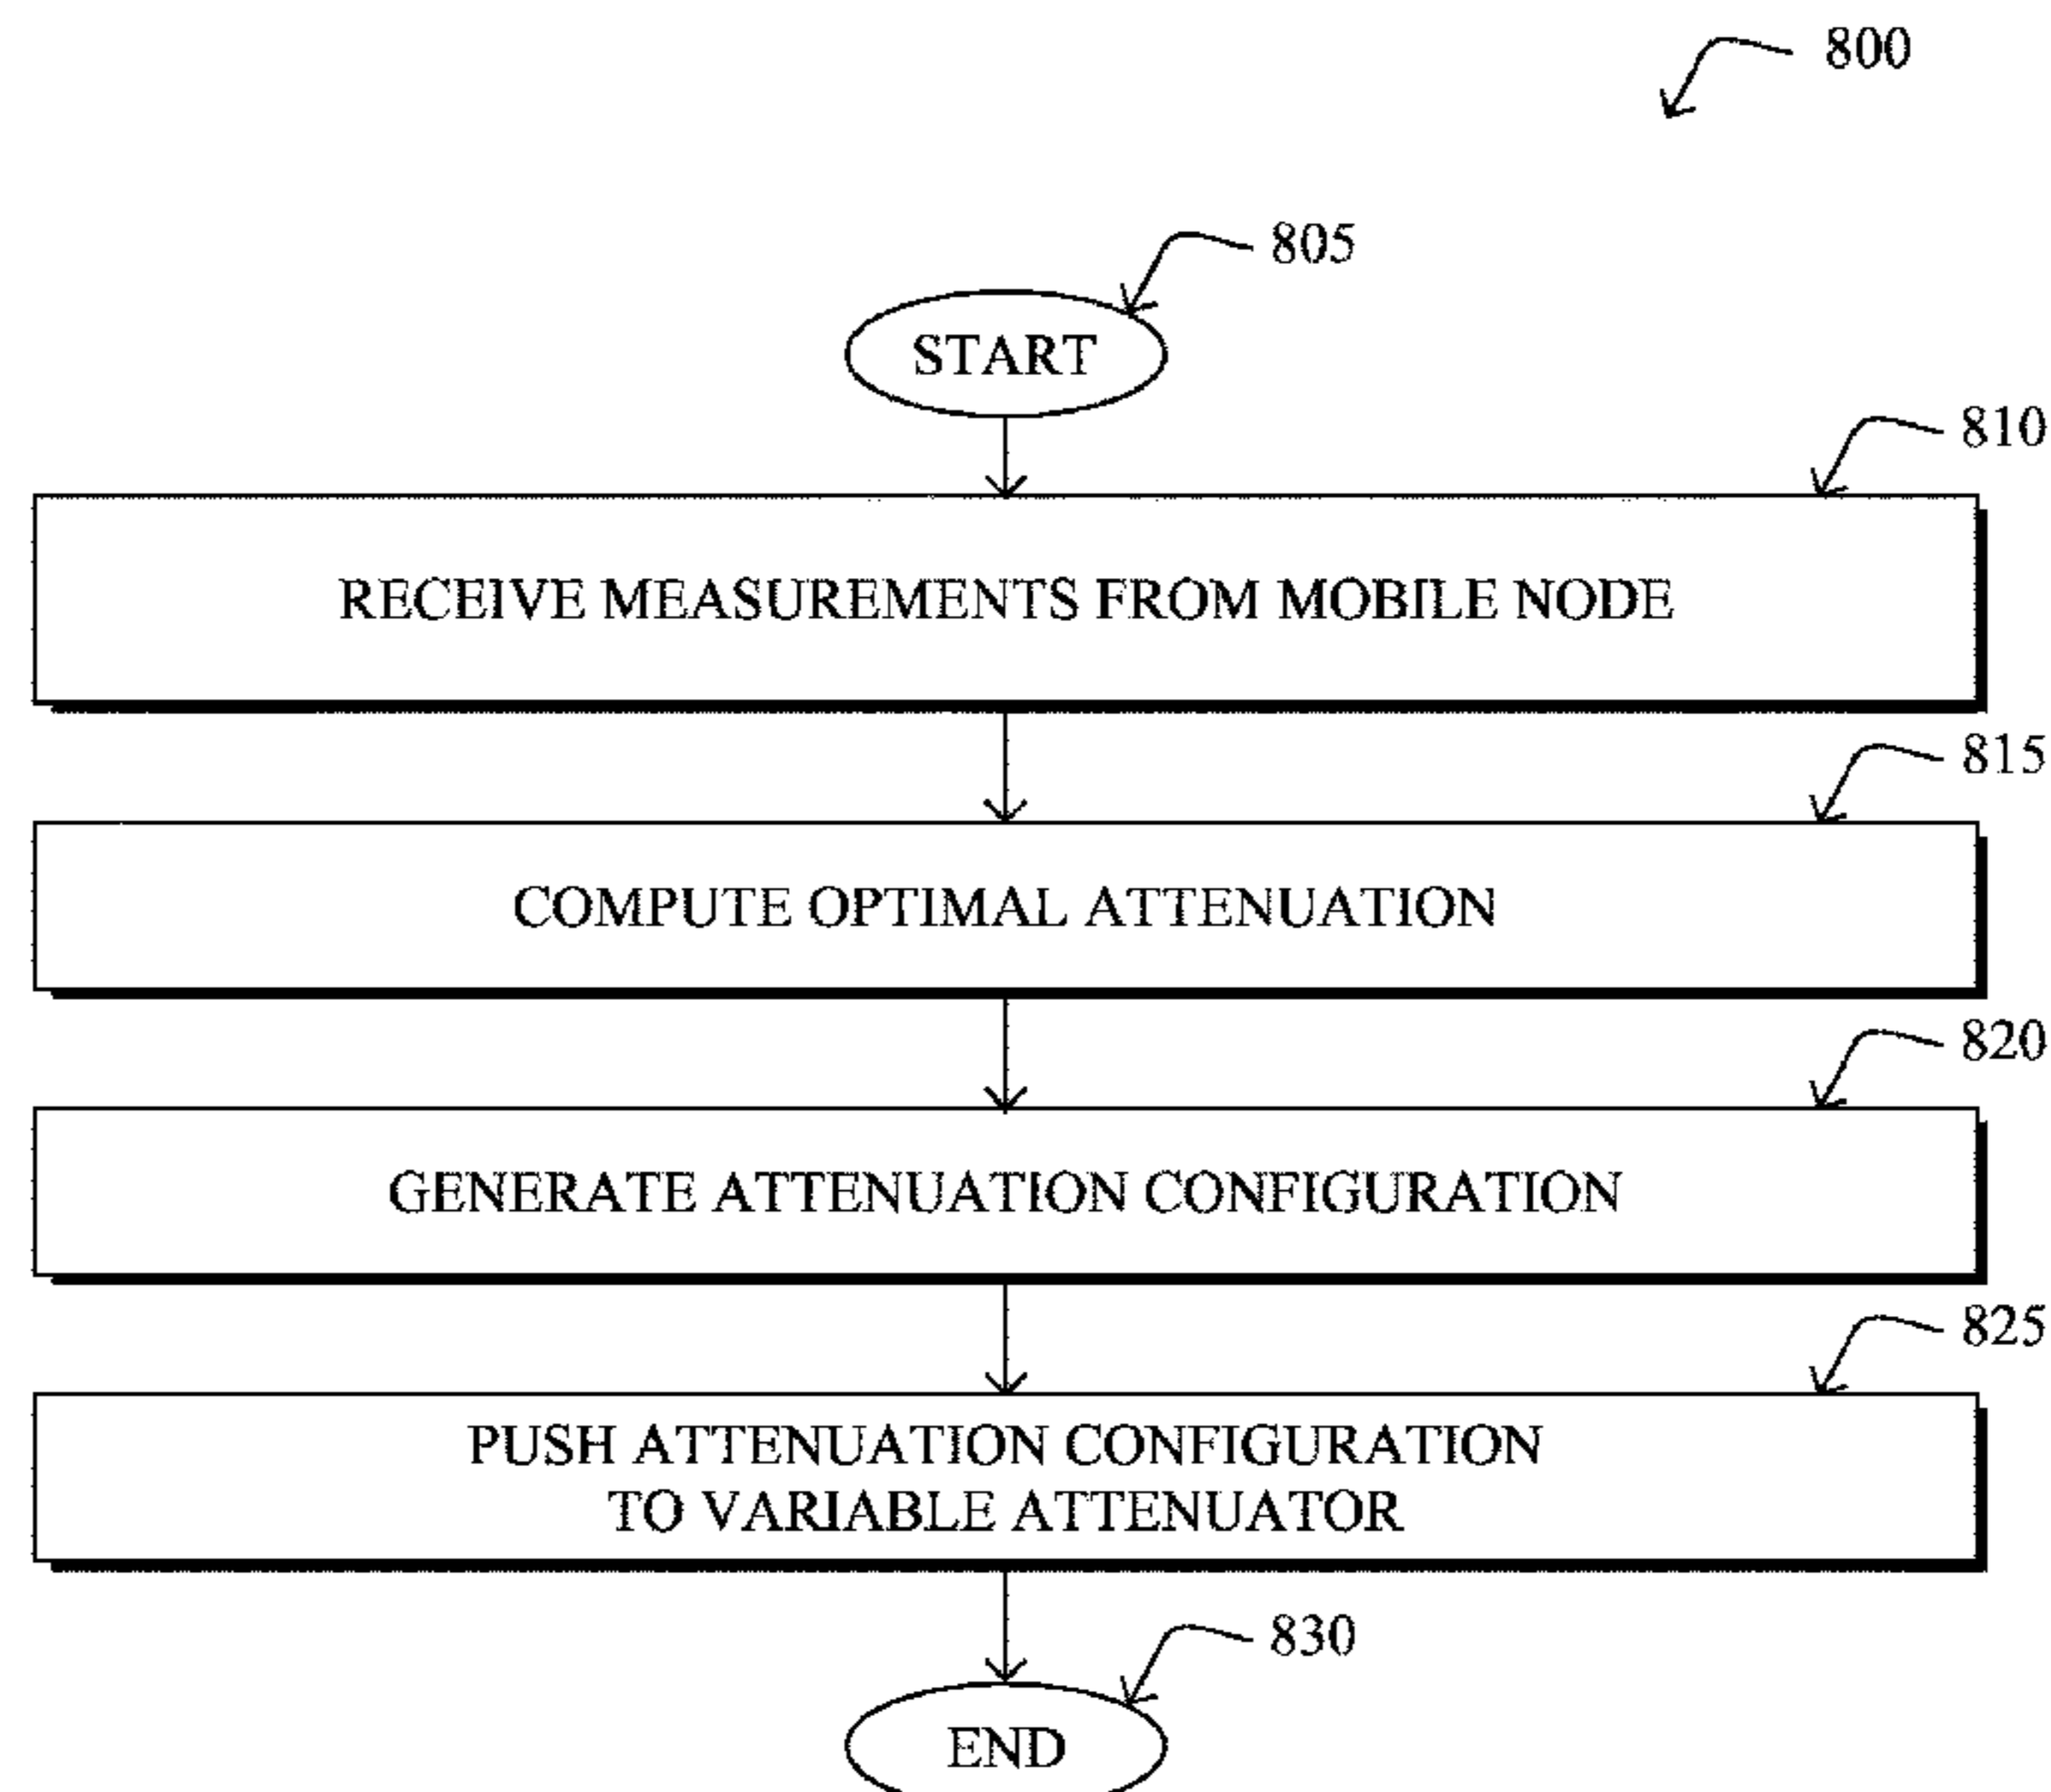 800
805
START
810
RECEIVE MEASUREMENTS FROM MOBILE NODE
815
COMPUTE OPTIMAL ATTENUATION
820
GENERATE ATTENUATION CONFIGURATION
825
PUSH ATTENUATION CONFIGURATION
TO VARIABLE ATTENUATOR
830
END